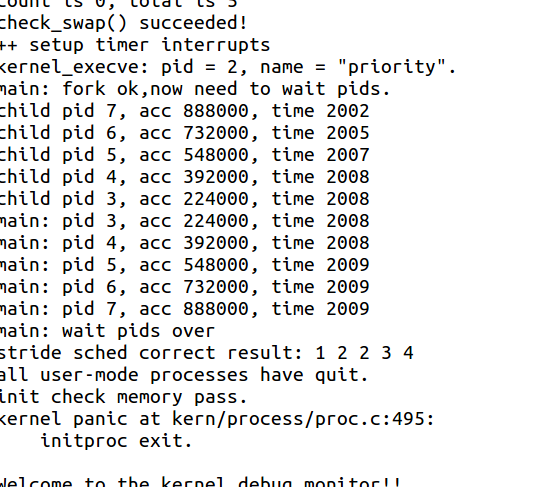 count is 0, total is 5
check_swap() succeeded!
++ setup timer interrupts
kernel_execve: pid = 2, name = "priority".
main: fork ok,now need to wait pids.
child pid 7, acc 888000, time 2002
child pid 6, acc 732000, time 2005
child pid 5, acc 548000, time 2007
child pid 4, acc 392000, time 2008
child pid 3, acc 224000, time 2008
main: pid 3, acc 224000, time 2008
main: pid 4, acc 392000, time 2008
main: pid 5, acc 548000, time 2009
main: pid 6, acc 732000, time 2009
main: pid 7, acc 888000, time 2009
main: wait pids over
stride sched correct result: 1 2 2 3 4
all user-mode processes have quit.
init check memory pass.
kernel panic at kern/process/proc.c:495:
    initproc exit.
Welcome to the kernel debug monitor!!